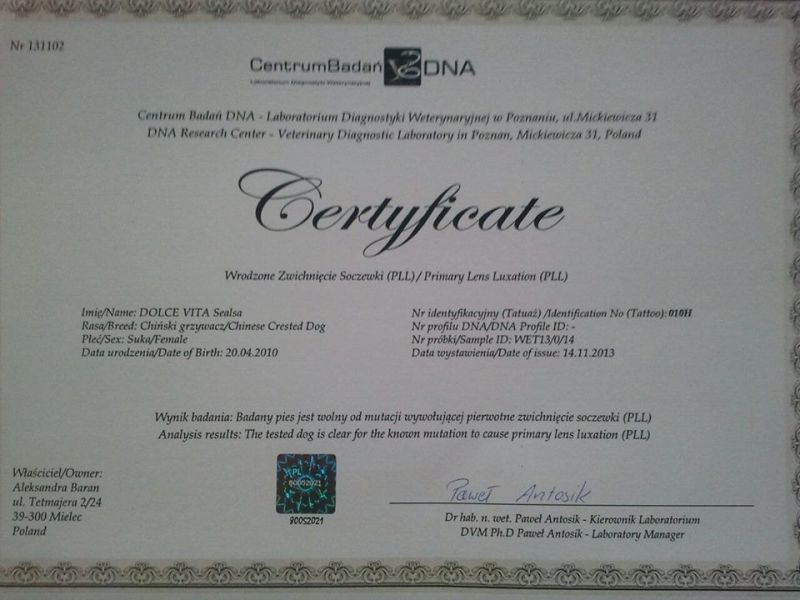 Nr 131102
CentrumBadań DNA
Laboratorium Diagnostyki Weterynaryjnej
Centrum Badań DNA - Laboratorium Diagnostyki Weterynaryjnej w Poznaniu, ul.Mickiewicza 31
DNA Research Center - Veterinary Diagnostic Laboratory in Poznan, Mickiewicza 31, Poland
Certyficate
Wrodzone Zwichnięcie Soczewki (PLL)/ Primary Lens Luxation (PLL)
Imię/Name: DOLCE VITA Sealsa
Rasa/Breed: Chiński grzywacz/Chinese Crested Dog
Płeć/Sex: Suka/Female
Data urodzenia/Date of Birth: 20.04.2010
Nr identyfikacyjny (Tatuaż) /Identification No (Tattoo): 010H
Nr profilu DNA/DNA Profile ID: -
Nr próbki/Sample ID: WET13/0/14
Data wystawienia/Date of issue: 14.11.2013
Wynik badania: Badany pies jest wolny od mutacji wywołującej pierwotne zwichnięcie soczewki (PLL)
Analysis results: The tested dog is clear for the known mutation to cause primary lens luxation (PLL)
Właściciel/Owner:
Aleksandra Baran
ul. Tetmajera 2/24
39-300 Mielec
Poland
PL
80052021
80052021
Paweł Antosik
Dr hab. n. wet. Paweł Antosik - Kierownik Laboratorium
DVM Ph.D Paweł Antosik - Laboratory Manager